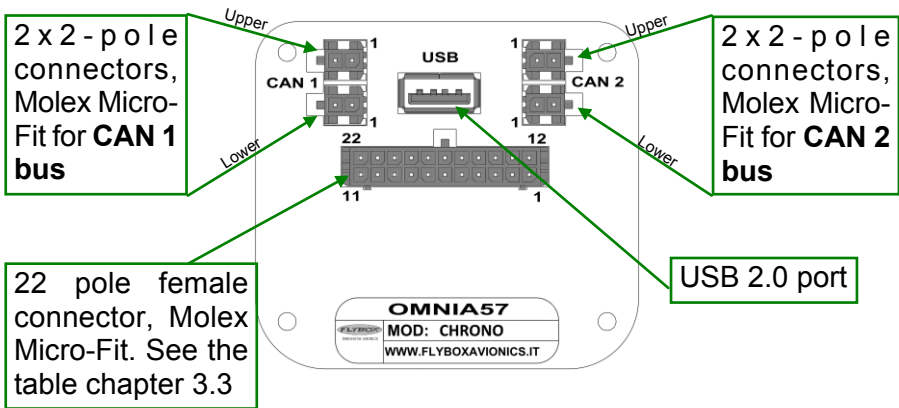 2 x 2 - p o l e
connectors,
Molex Micro-
Fit for CAN 1
bus
Upper
Lower
1
CAN 1
1
USB
1
CAN 2
1
22
12
11
1
Upper
Lower
2 x 2 - p o l e
connectors,
Molex Micro-
Fit for CAN 2
bus
22 pole female
connector, Molex
Micro-Fit. See the
table chapter 3.3
USB 2.0 port
OMNIA57
FLYBOX
MOD: CHRONO
WWW.FLYBOXAVIONICS.IT